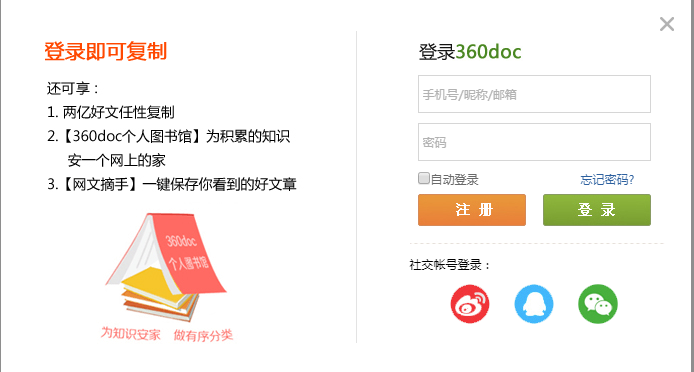 登录即可复制
还可享：
1. 两亿好文任性复制
2.【360doc个人图书馆】为积累的知识
安一个网上的家
3.【网文摘手】一键保存你看到的好文章
360doc
个人图书馆
为知识安家 做有序分类
登录360doc
手机号/昵称/邮箱
密码
自动登录 忘记密码?
注 册 登 录
社交帐号登录：